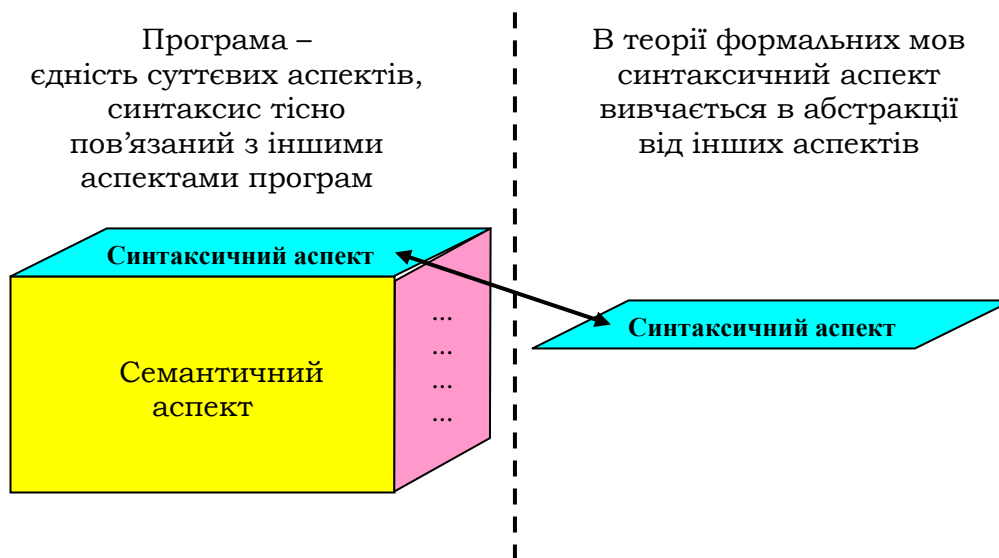 Програма –
єдність суттєвих аспектів,
синтаксис тісно
пов’язаний з іншими
аспектами програм
В теорії формальних мов
синтаксичний аспект
вивчається в абстракції
від інших аспектів
Синтаксичний аспект
Семантичний
аспект
...
...
...
...
Синтаксичний аспект